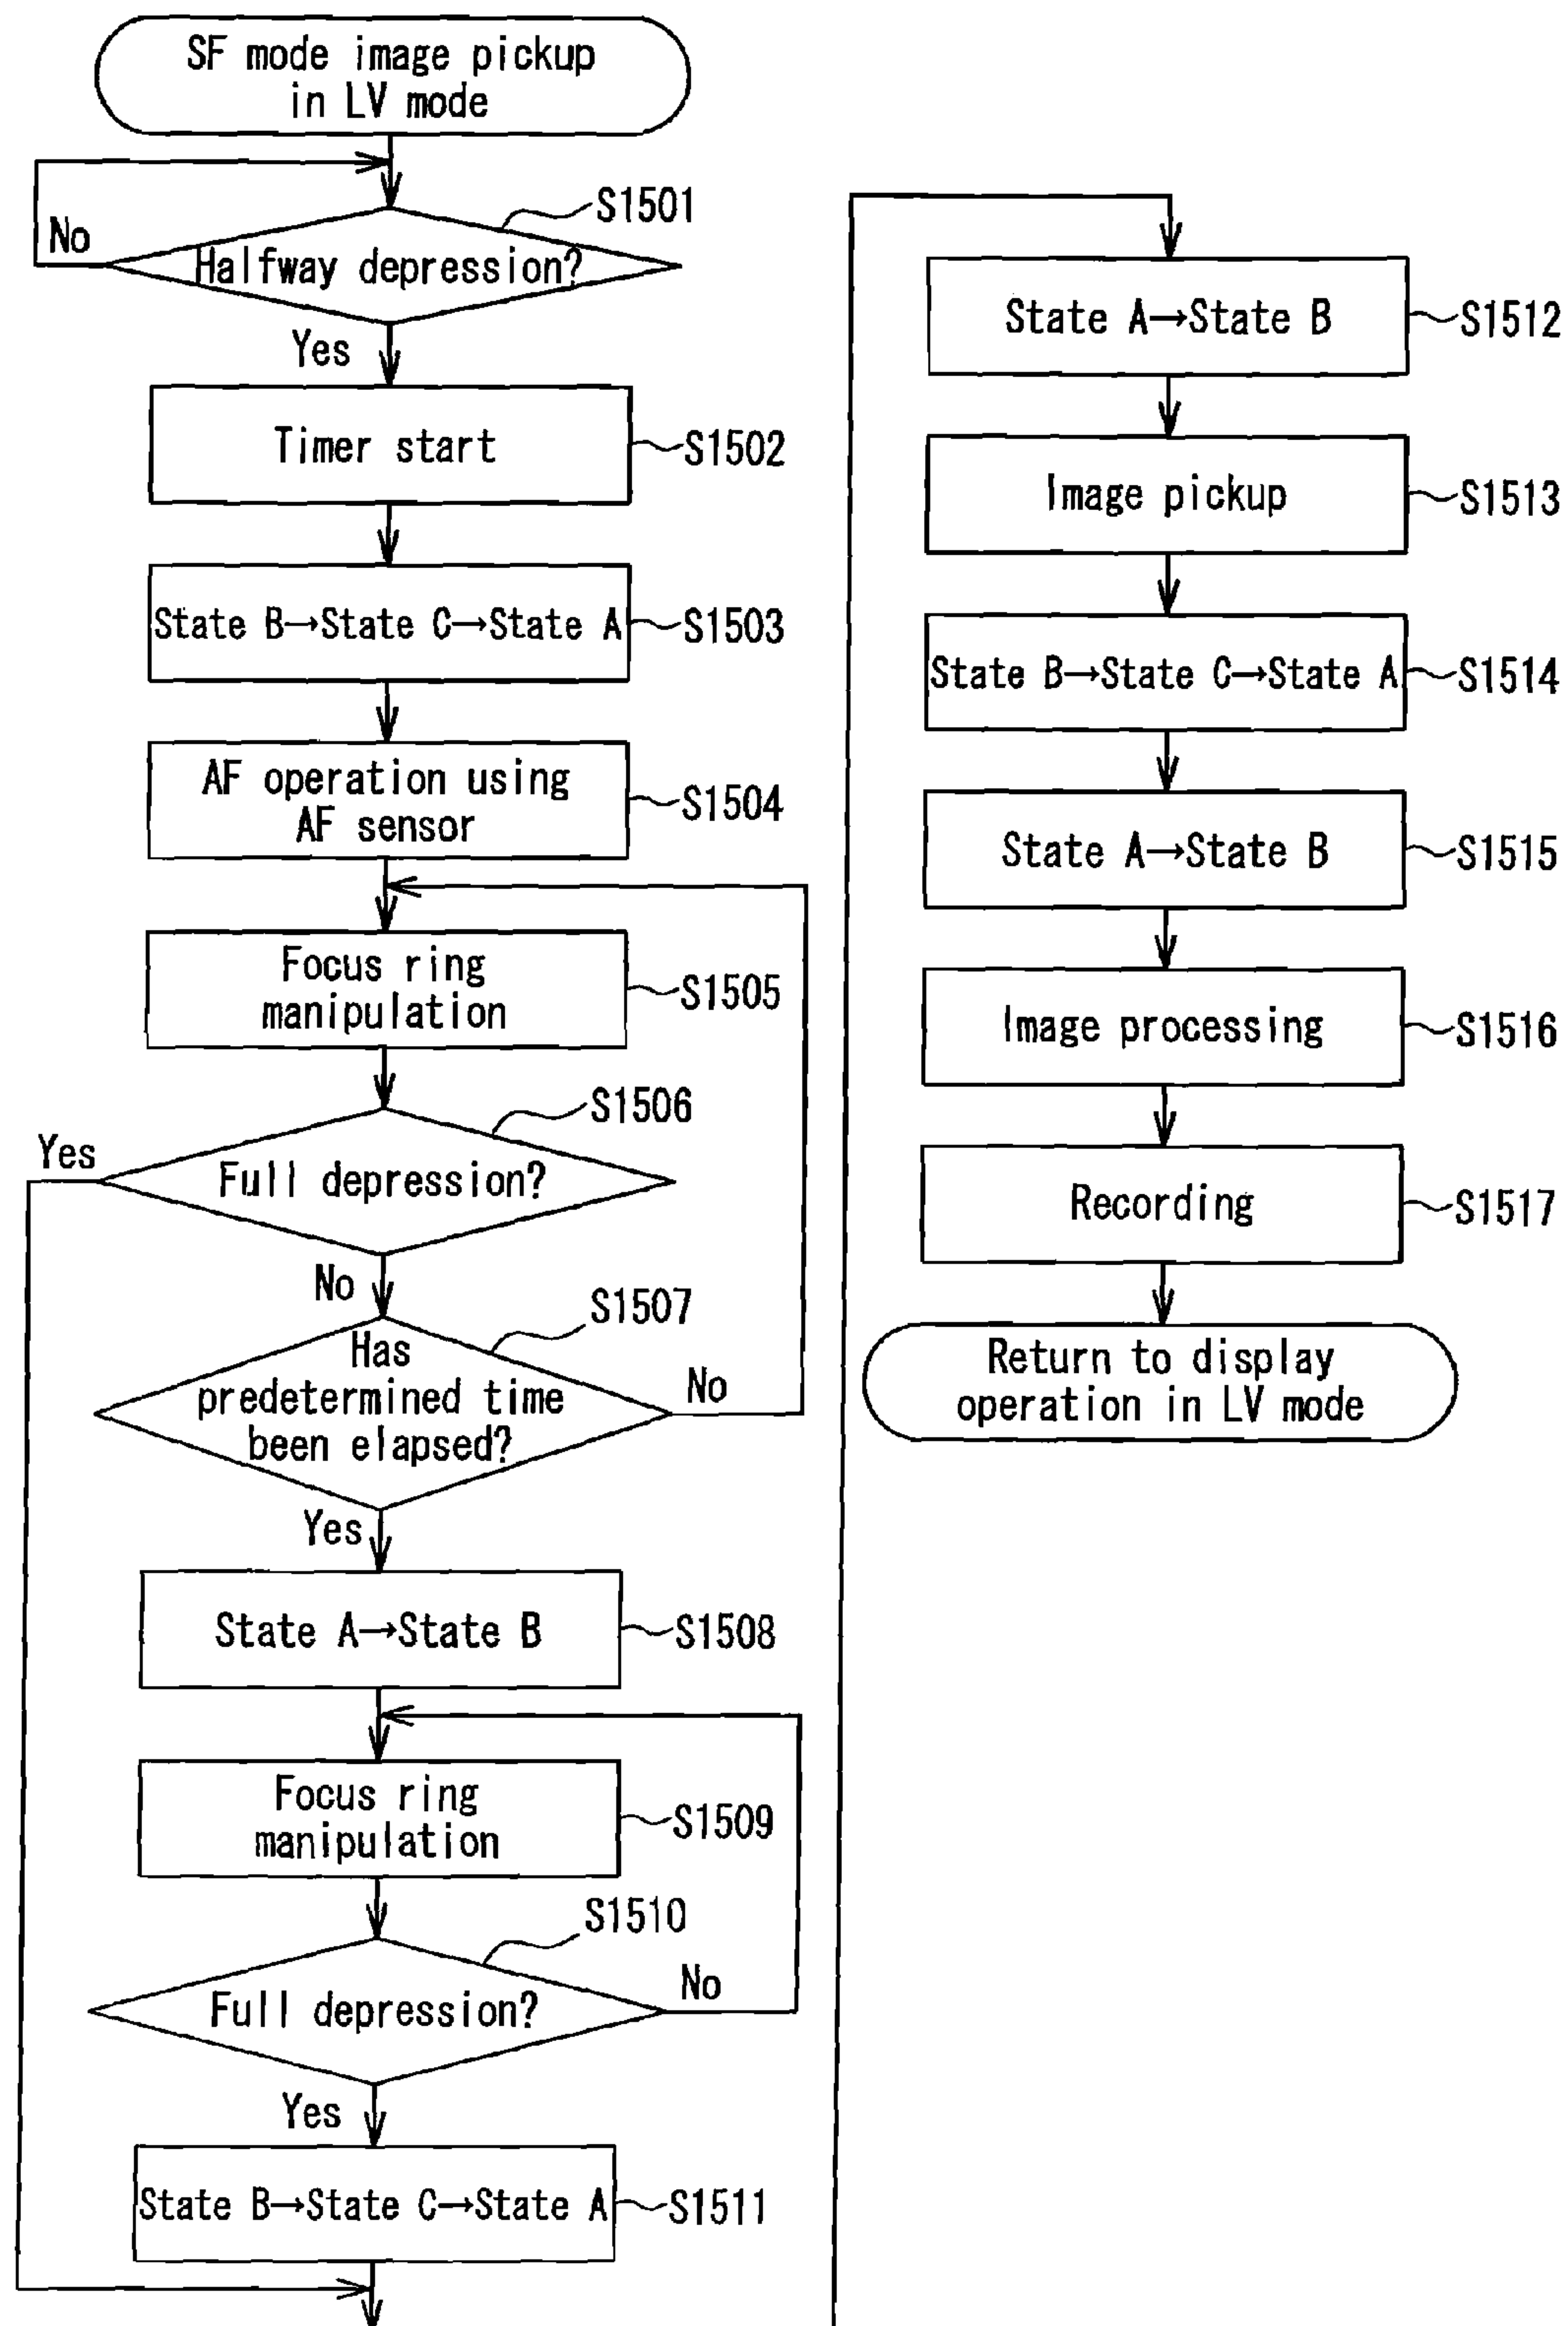 SF mode image pickup
in LV mode
S1501
No
Halfway depression?
Yes
Timer start
S1502
State B→State C→State A
S1503
AF operation using
AF sensor
S1504
Focus ring
manipulation
S1505
S1506
Yes
Full depression?
No
S1507
Has
predetermined time
been elapsed?
No
Yes
State A→State B
S1508
Focus ring
manipulation
S1509
S1510
No
Full depression?
Yes
State B→State C→State A
S1511
State A→State B
S1512
Image pickup
S1513
State B→State C→State A
S1514
State A→State B
S1515
Image processing
S1516
Recording
S1517
Return to display
operation in LV mode